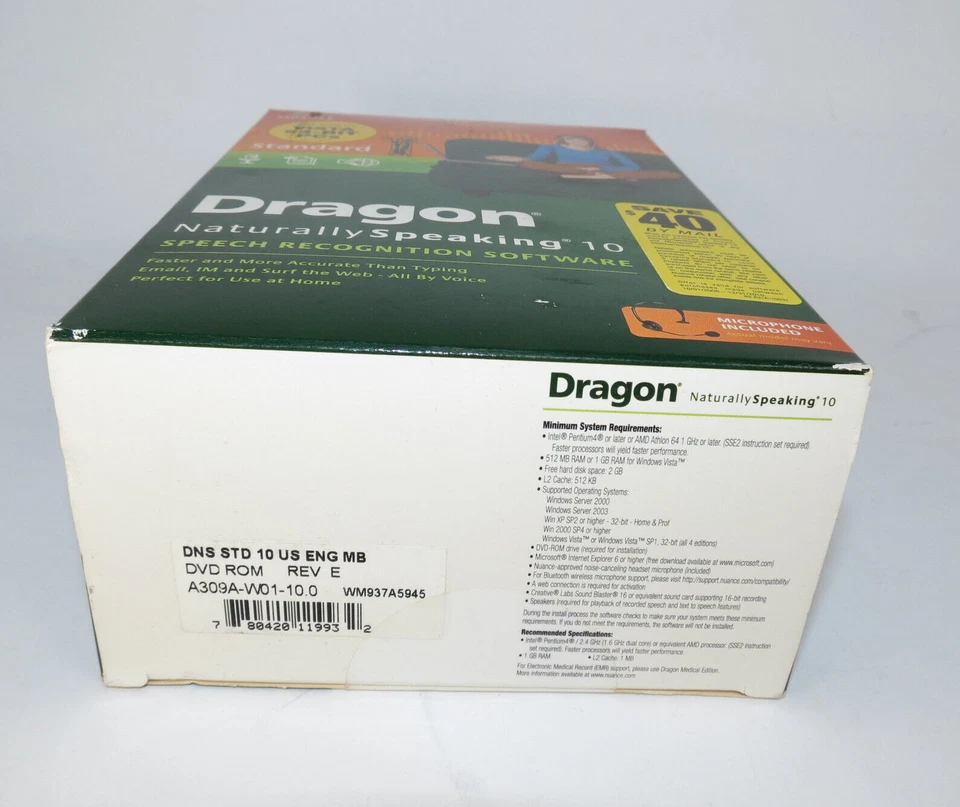 Standard
Dragon®
NaturallySpeaking® 10
SPEECH RECOGNITION SOFTWARE
Faster and More Accurate Than Typing
Email, IM and Surf the Web - All By Voice
Perfect for Use at Home
SAVE
$40
BY MAIL
MICROPHONE
INCLUDED
Actual model may vary
Dragon® NaturallySpeaking® 10
Minimum System Requirements:
• Intel® Pentium4® or later or AMD Athlon 64 1 GHz or later. (SSE2 instruction set required).
Faster processors will yield faster performance.
• 512 MB RAM or 1 GB RAM for Windows Vista™
• Free hard disk space: 2 GB
• L2 Cache: 512 KB
• Supported Operating Systems:
Windows Server 2000
Windows Server 2003
Win XP SP2 or higher - 32-bit - Home & Prof
Win 2000 SP4 or higher
Windows Vista™ or Windows Vista™ SP1, 32-bit (all 4 editions)
• DVD-ROM drive (required for installation)
• Microsoft® Internet Explorer 6 or higher (free download available at www.microsoft.com)
• Nuance-approved noise-canceling headset microphone (included)
• For Bluetooth wireless microphone support, please visit http://support.nuance.com/compatibility/
• A web connection is required for activation
• Creative® Labs Sound Blaster® 16 or equivalent sound card supporting 16-bit recording
• Speakers (required for playback of recorded speech and text to speech features)
During the install process the software checks to make sure your system meets these minimum
requirements. If you do not meet the requirements, the software will not be installed.
Recommended Specifications:
• Intel® Pentium4® / 2.4 GHz (1.6 GHz dual core) or equivalent AMD processor. (SSE2 instruction
set required). Faster processors will yield faster performance.
• 1 GB RAM • L2 Cache: 1 MB
For Electronic Medical Record (EMR) support, please use Dragon Medical Edition.
More information available at www.nuance.com
DNS STD 10 US ENG MB
DVD ROM REV E
A309A-W01-10.0 WM937A5945
7 80420 11993 2